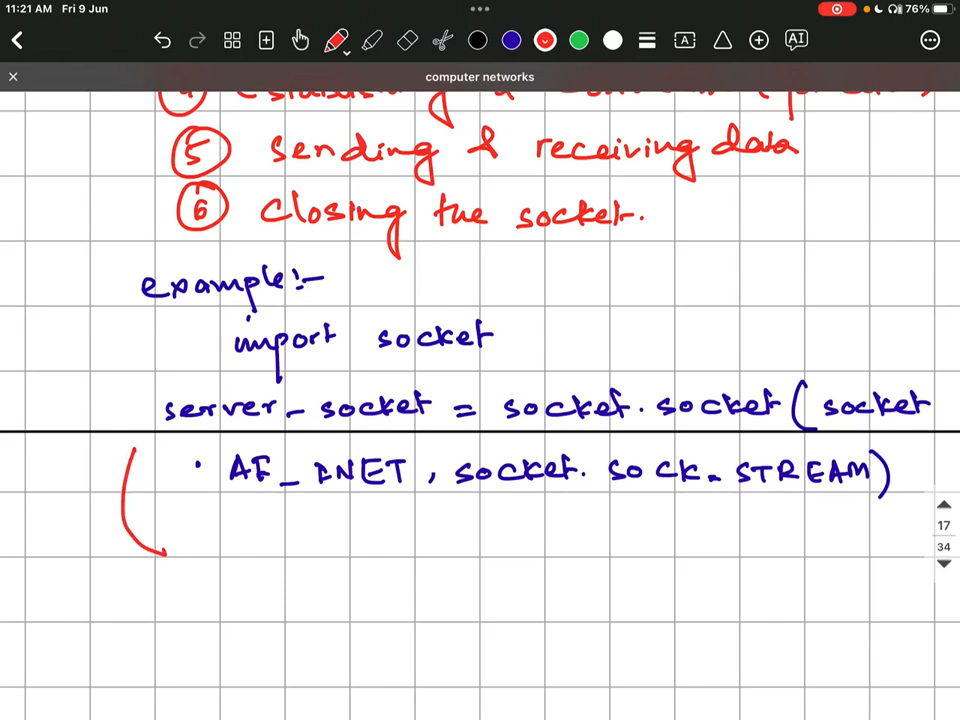 11:21 AM Fri 9 Jun 76%
computer networks
5 sending & receiving data
6 closing the socket.
example:-
import socket
server_socket = socket.socket(socket
.AF_INET, socket.SOCK_STREAM)
17
34